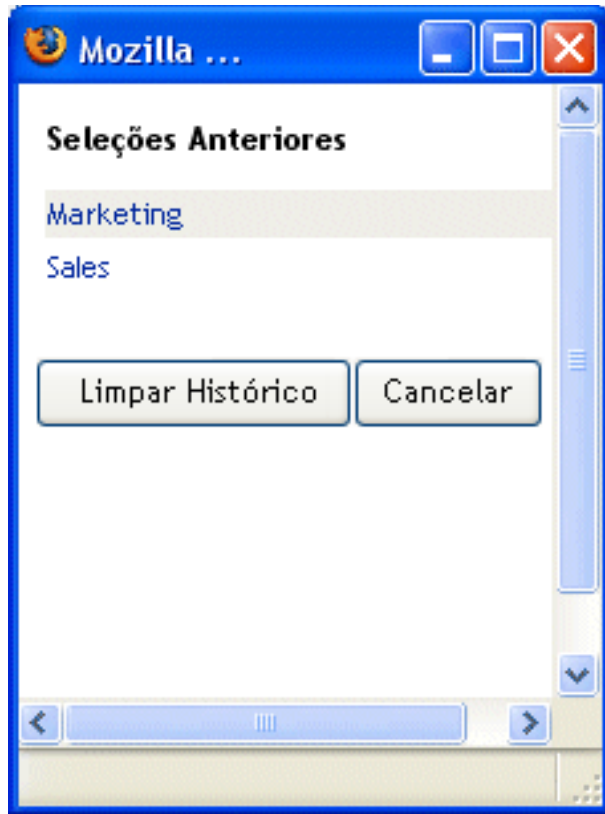 Mozilla ...
Seleções Anteriores
Marketing
Sales
Limpar Histórico Cancelar